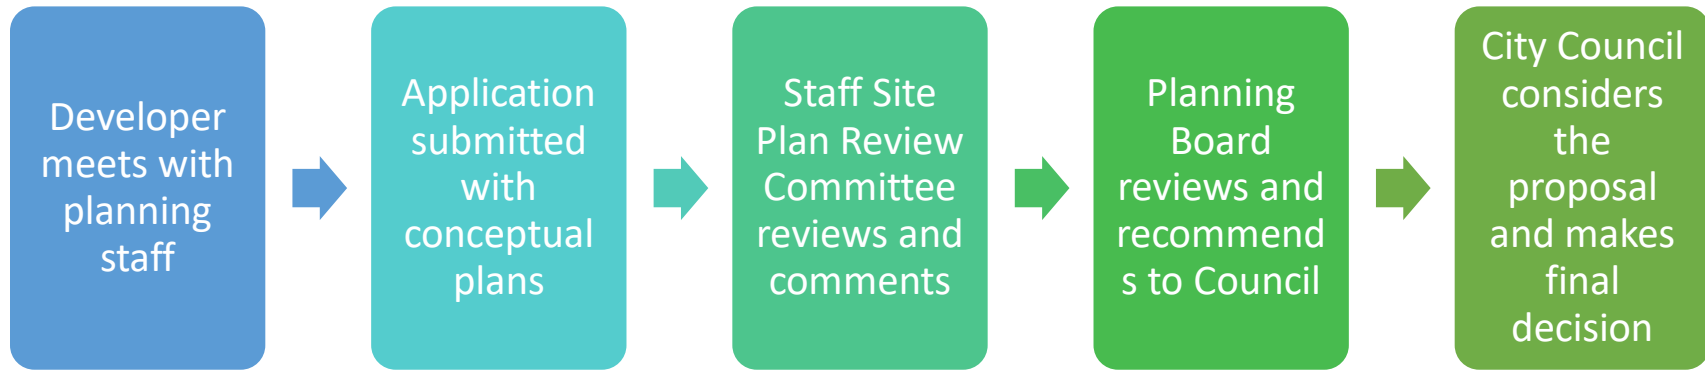 Developer
meets with
planning
staff
Application
submitted
with
conceptual
plans
Staff Site
Plan Review
Committee
reviews and
comments
Planning
Board
reviews and
recommend
s to Council
City Council
considers
the
proposal
and makes
final
decision